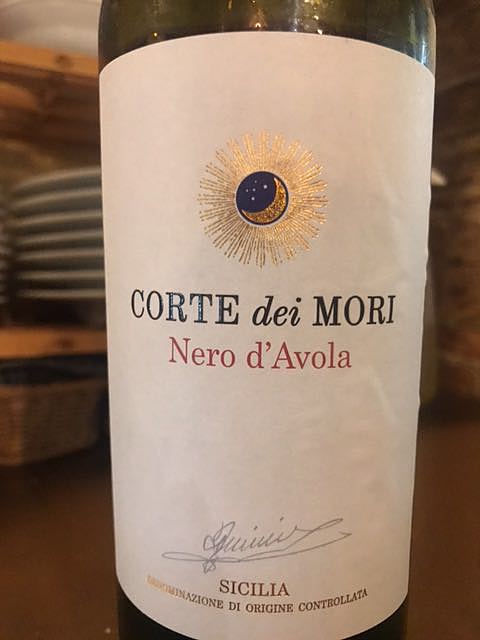 CORTE dei MORI
Nero d'Avola
SICILIA
DENOMINAZIONE DI ORIGINE CONTROLLATA